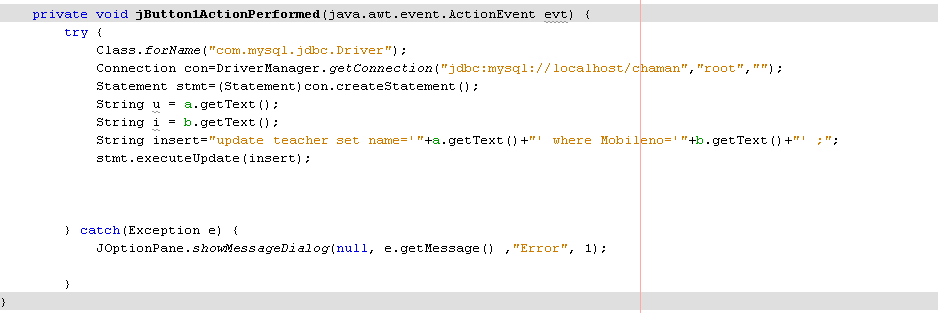 private void jButton1ActionPerformed(java.awt.event.ActionEvent evt) {
try {
Class.forName("com.mysql.jdbc.Driver");
Connection con=DriverManager.getConnection("jdbc:mysql://localhost/chaman","root","");
Statement stmt=(Statement)con.createStatement();
String u = a.getText();
String i = b.getText();
String insert="update teacher set name='"+a.getText()+"' where Mobileno='"+b.getText()+"' ;";
stmt.executeUpdate(insert);
} catch(Exception e) {
JOptionPane.showMessageDialog(null, e.getMessage() ,"Error", 1);
}
}